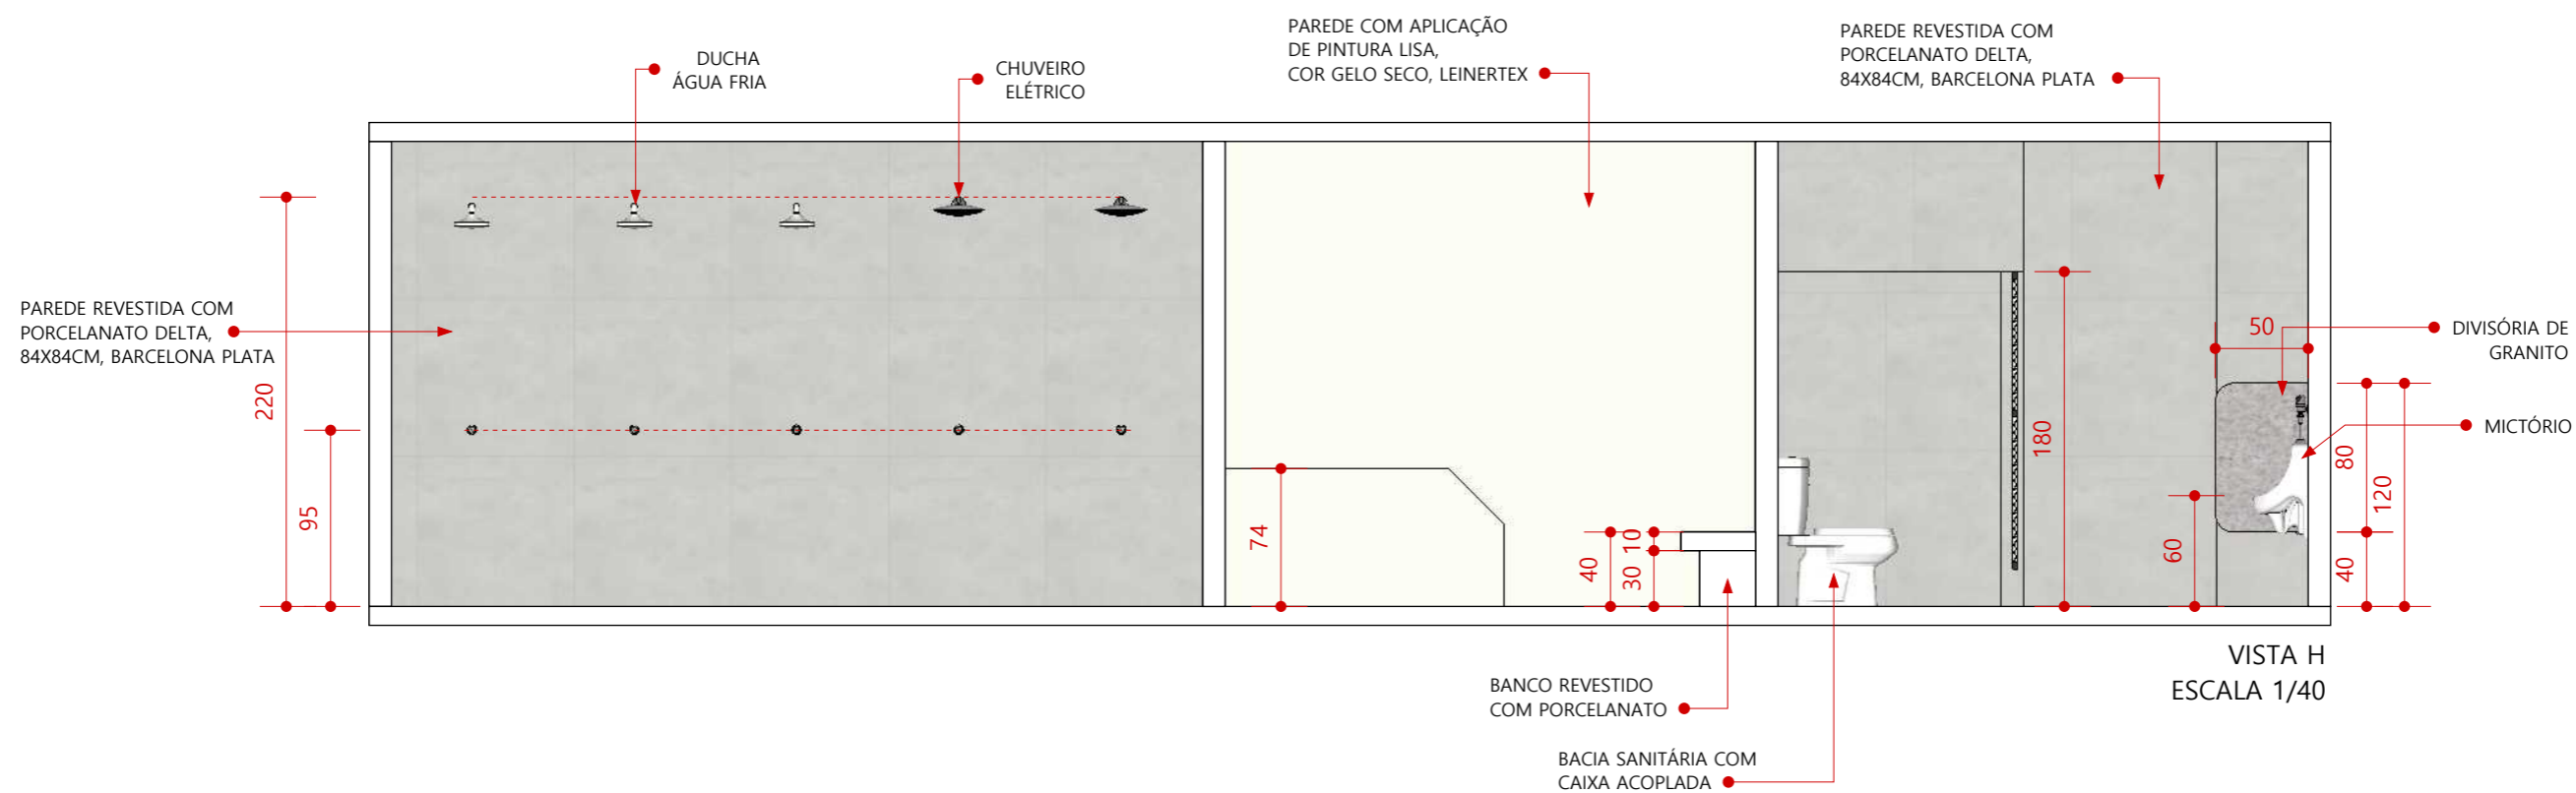 DUCHA
ÁGUA FRIA
CHUVEIRO
ELÉTRICO
PAREDE COM APLICAÇÃO
DE PINTURA LISA,
COR GELO SECO, LEINERTEX
PAREDE REVESTIDA COM
PORCELANATO DELTA,
84X84CM, BARCELONA PLATA
PAREDE REVESTIDA COM
PORCELANATO DELTA,
84X84CM, BARCELONA PLATA
220
95
74
40
10
30
180
60
50
80
120
40
DIVISÓRIA DE
GRANITO
MICTÓRIO
VISTA H
ESCALA 1/40
BANCO REVESTIDO
COM PORCELANATO
BACIA SANITÁRIA COM
CAIXA ACOPLADA